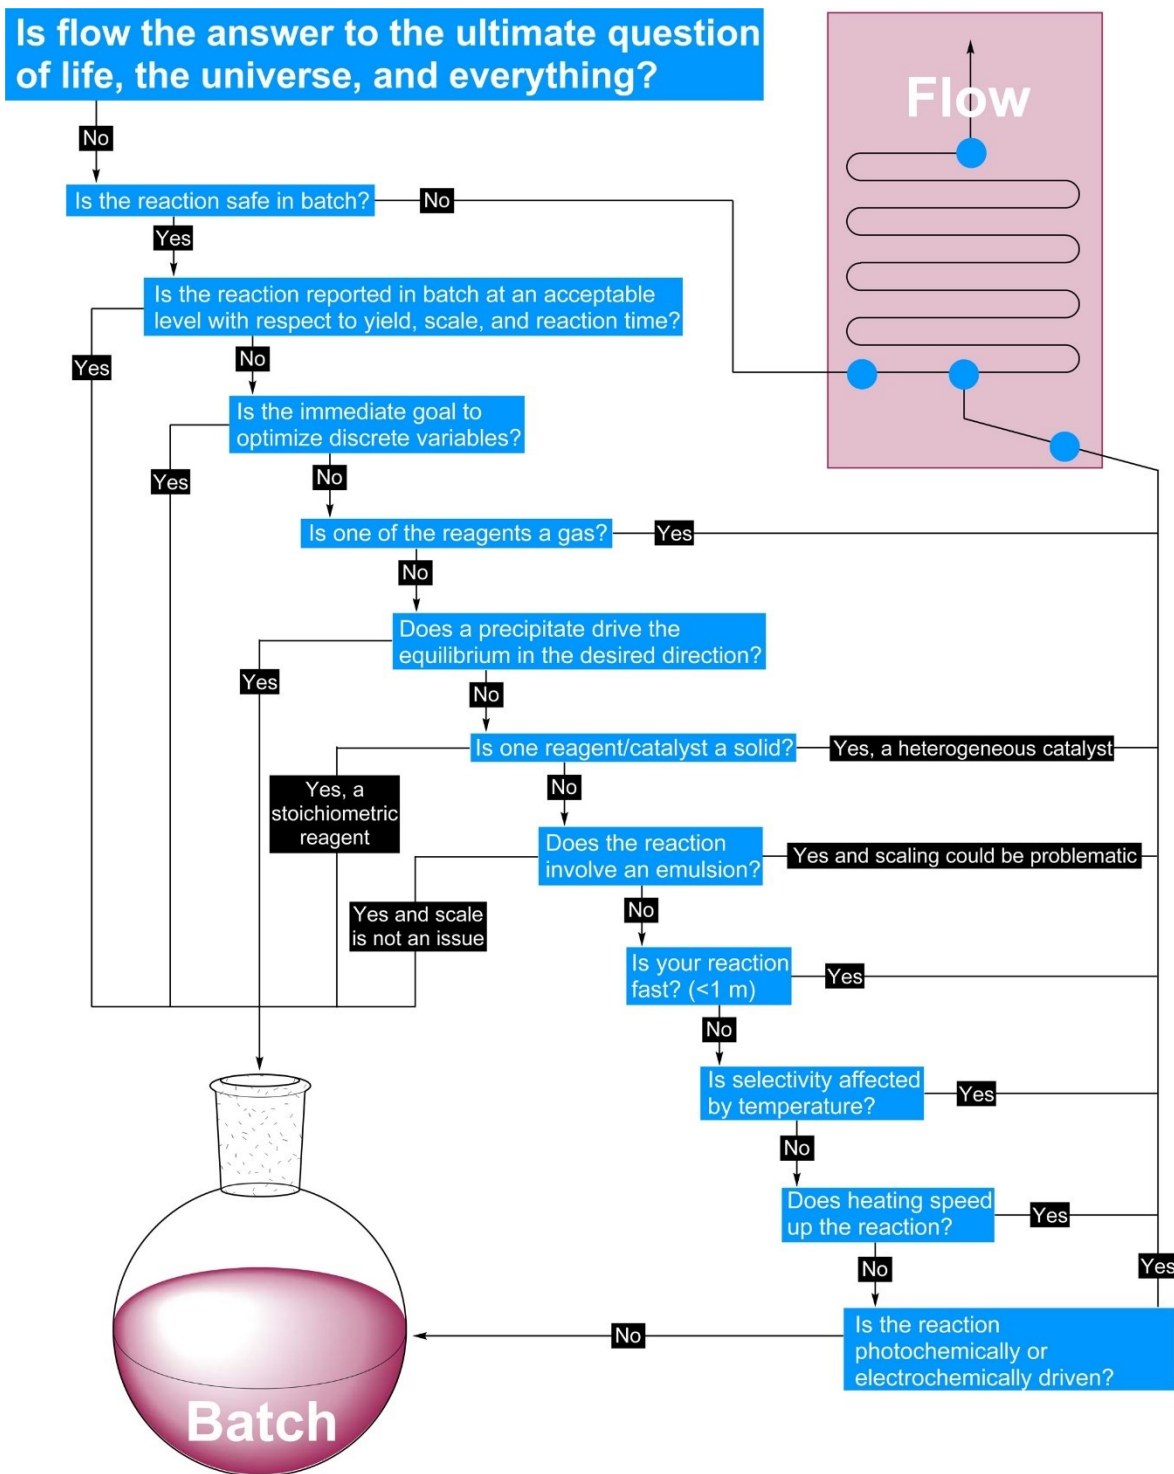 Is flow the answer to the ultimate question
of life, the universe, and everything?
Flow
No
Is the reaction safe in batch?
No
Yes
Is the reaction reported in batch at an acceptable
level with respect to yield, scale, and reaction time?
Yes
No
Is the immediate goal to
optimize discrete variables?
Yes
No
Is one of the reagents a gas?
Yes
No
Does a precipitate drive the
equilibrium in the desired direction?
Yes
No
Is one reagent/catalyst a solid?
Yes, a heterogeneous catalyst
Yes, a
stoichiometric
reagent
No
Does the reaction
involve an emulsion?
Yes and scaling could be problematic
Yes and scale
is not an issue
No
Is your reaction
fast? (<1 m)
Yes
No
Is selectivity affected
by temperature?
Yes
No
Does heating speed
up the reaction?
Yes
No
Yes
Is the reaction
photochemically or
electrochemically driven?
No
Batch